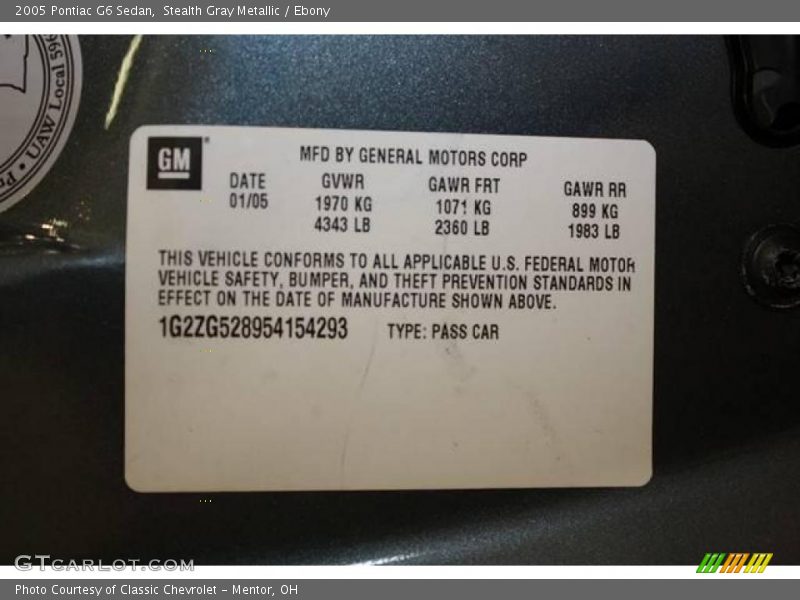 2005 Pontiac G6 Sedan, Stealth Gray Metallic / Ebony
UAW Local 596
GM
MFD BY GENERAL MOTORS CORP
DATE GVWR GAWR FRT GAWR RR
01/05 1970 KG 1071 KG 899 KG
4343 LB 2360 LB 1983 LB
THIS VEHICLE CONFORMS TO ALL APPLICABLE U.S. FEDERAL MOTOR
VEHICLE SAFETY, BUMPER, AND THEFT PREVENTION STANDARDS IN
EFFECT ON THE DATE OF MANUFACTURE SHOWN ABOVE.
1G2ZG528954154293 TYPE: PASS CAR
GTCARLOT.COM
Photo Courtesy of Classic Chevrolet - Mentor, OH